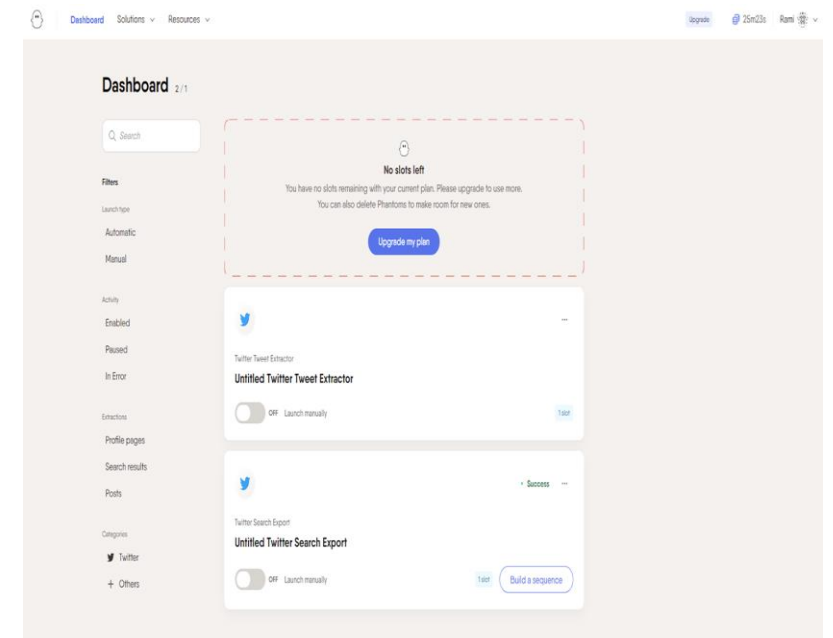 Dashboard Solutions Resources Upgrade 25m23s Rami
Dashboard 2/1
Search
Filters
Launch type
Automatic
Manual
Activity
Enabled
Paused
In Error
Extractions
Profile pages
Search results
Posts
Categories
Twitter
+ Others
No slots left
You have no slots remaining with your current plan. Please upgrade to use more.
You can also delete Phantoms to make room for new ones.
Upgrade my plan
Twitter Tweet Extractor
Untitled Twitter Tweet Extractor
OFF Launch manually 1 slot
Success
Twitter Search Export
Untitled Twitter Search Export
OFF Launch manually 1 slot Build a sequence